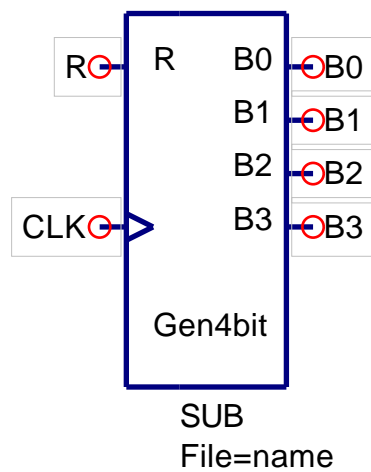 R R B0 B0
B1 B1
B2 B2
CLK B3 B3
Gen4bit
SUB
File=name